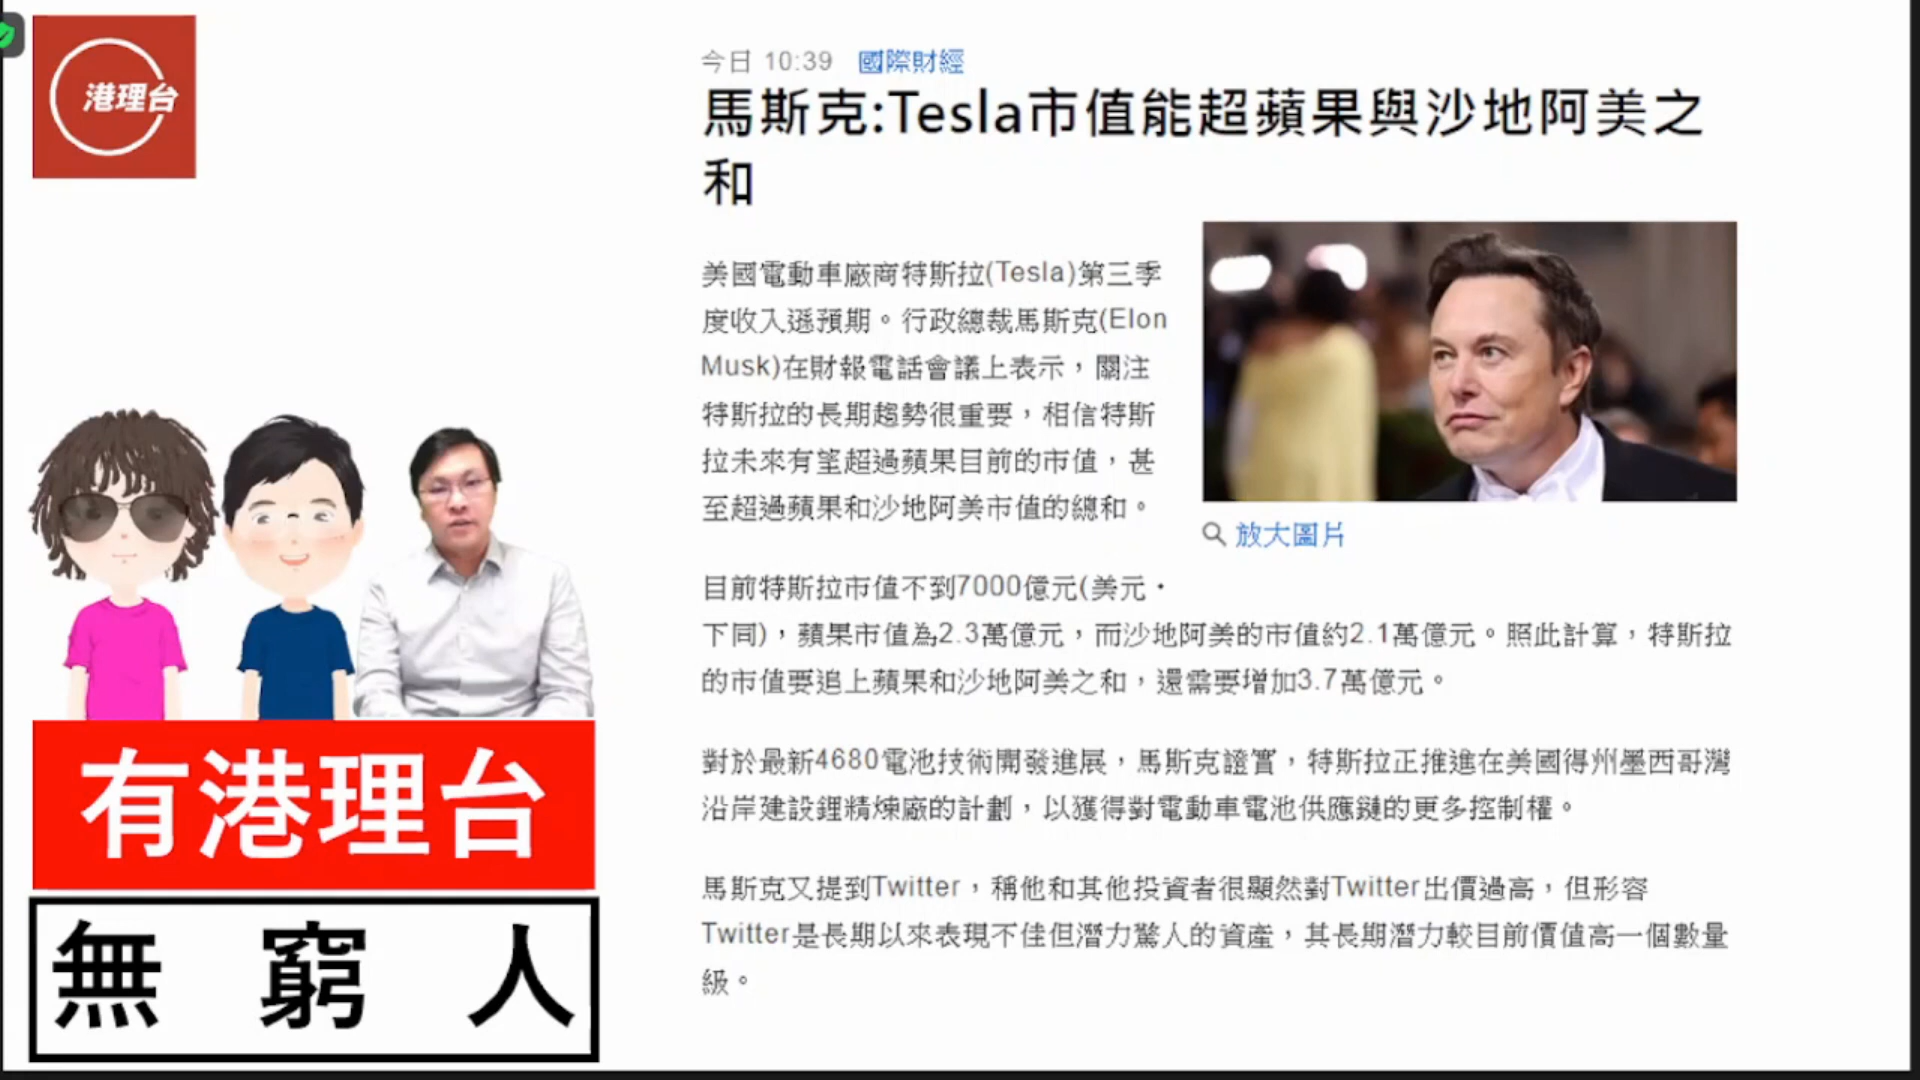 港理台
今日 10:39 國際財經
馬斯克:Tesla市值能超蘋果與沙地阿美之
和
美國電動車廠商特斯拉(Tesla)第三季
度收入遜預期。行政總裁馬斯克(Elon
Musk)在財報電話會議上表示，關注
特斯拉的長期趨勢很重要，相信特斯
拉未來有望超過蘋果目前的市值，甚
至超過蘋果和沙地阿美市值的總和。
放大圖片
目前特斯拉市值不到7000億元(美元・
下同)，蘋果市值為2.3萬億元，而沙地阿美的市值約2.1萬億元。照此計算，特斯拉
的市值要追上蘋果和沙地阿美之和，還需要增加3.7萬億元。
對於最新4680電池技術開發進展，馬斯克證實，特斯拉正推進在美國得州墨西哥灣
沿岸建設鋰精煉廠的計劃，以獲得對電動車電池供應鏈的更多控制權。
馬斯克又提到Twitter，稱他和其他投資者很顯然對Twitter出價過高，但形容
Twitter是長期以來表現不佳但潛力驚人的資產，其長期潛力較目前價值高一個數量
級。
有港理台
無窮人